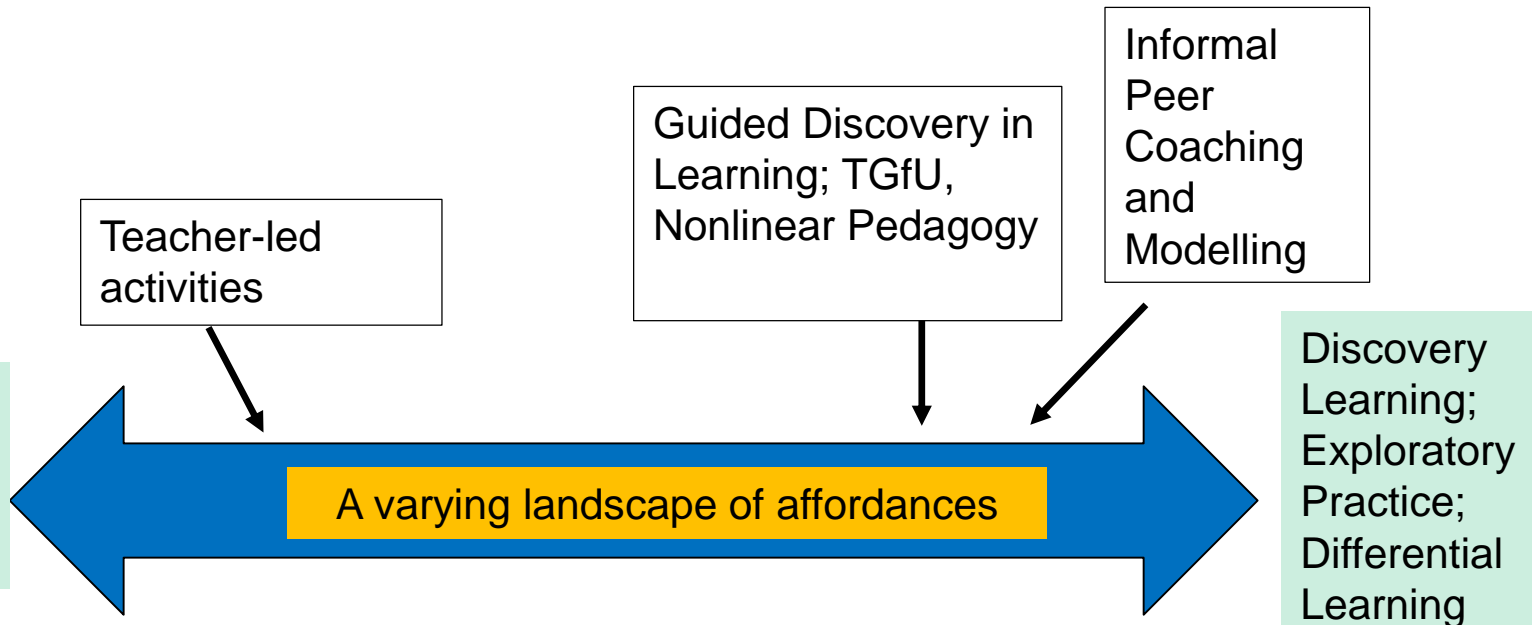 Teacher-led
activities
Guided Discovery in
Learning; TGfU,
Nonlinear Pedagogy
Informal
Peer
Coaching
and
Modelling
A varying landscape of affordances
Discovery
Learning;
Exploratory
Practice;
Differential
Learning